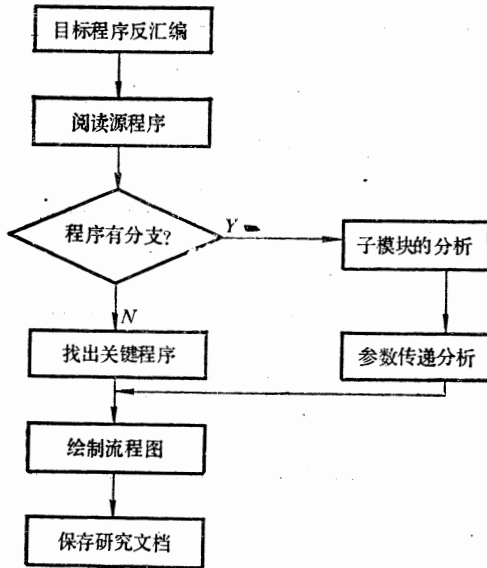 目标程序反汇编
阅读源程序
程序有分支?
Y
子模块的分析
N
找出关键程序
参数传递分析
绘制流程图
保存研究文档